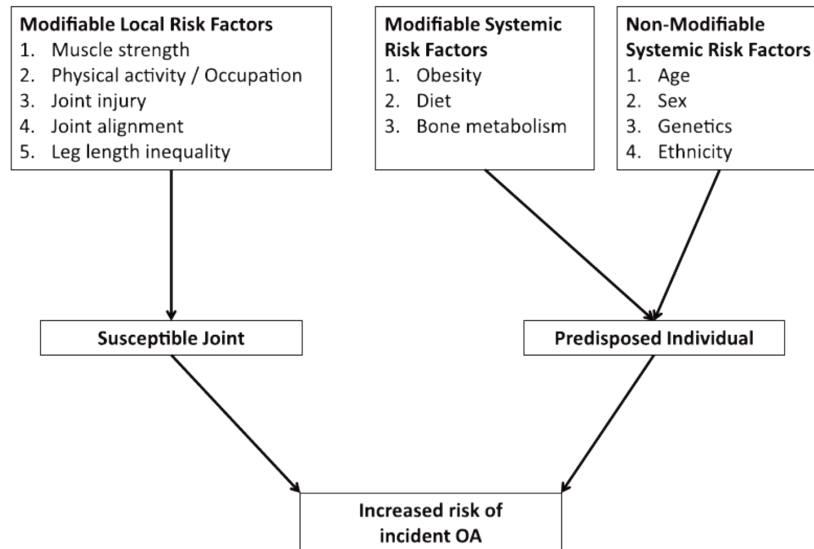 Modifiable Local Risk Factors
1. Muscle strength
2. Physical activity / Occupation
3. Joint injury
4. Joint alignment
5. Leg length inequality
Modifiable Systemic
Risk Factors
1. Obesity
2. Diet
3. Bone metabolism
Non-Modifiable
Systemic Risk Factors
1. Age
2. Sex
3. Genetics
4. Ethnicity
Susceptible Joint
Predisposed Individual
Increased risk of
incident OA